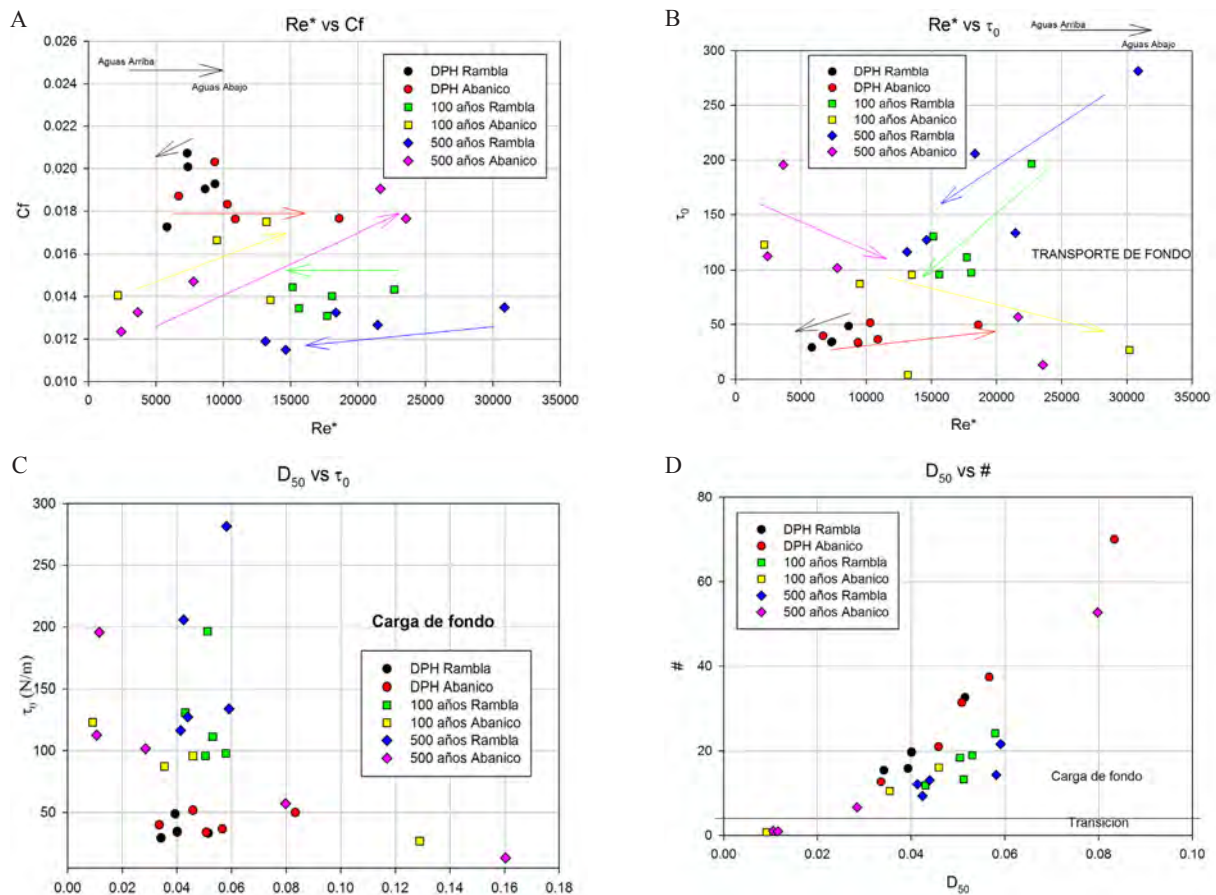 A
Re* vs Cf
0.026
0.024
0.022
0.020
0.018
0.016
0.014
0.012
0.010
Cf
Aguas Arriba
Aguas Abajo
DPH Rambla
DPH Abanico
100 años Rambla
100 años Abanico
500 años Rambla
500 años Abanico
0 5000 10000 15000 20000 25000 30000 35000
Re*
B
Re* vs τ0
Aguas Arriba
Aguas Abajo
300
250
200
150
100
50
0
τ0
DPH Rambla
DPH Abanico
100 años Rambla
100 años Abanico
500 años Rambla
500 años Abanico
TRANSPORTE DE FONDO
0 5000 10000 15000 20000 25000 30000 35000
Re*
C
D50 vs τ0
300
250
200
150
100
50
τ0 (N/m)
Carga de fondo
DPH Rambla
DPH Abanico
100 años Rambla
100 años Abanico
500 años Rambla
500 años Abanico
0.00 0.02 0.04 0.06 0.08 0.10 0.12 0.14 0.16 0.18
D
D50 vs #
80
60
40
20
0
#
DPH Rambla
DPH Abanico
100 años Rambla
100 años Abanico
500 años Rambla
500 años Abanico
Carga de fondo
Transicion
0.00 0.02 0.04 0.06 0.08 0.10
D50